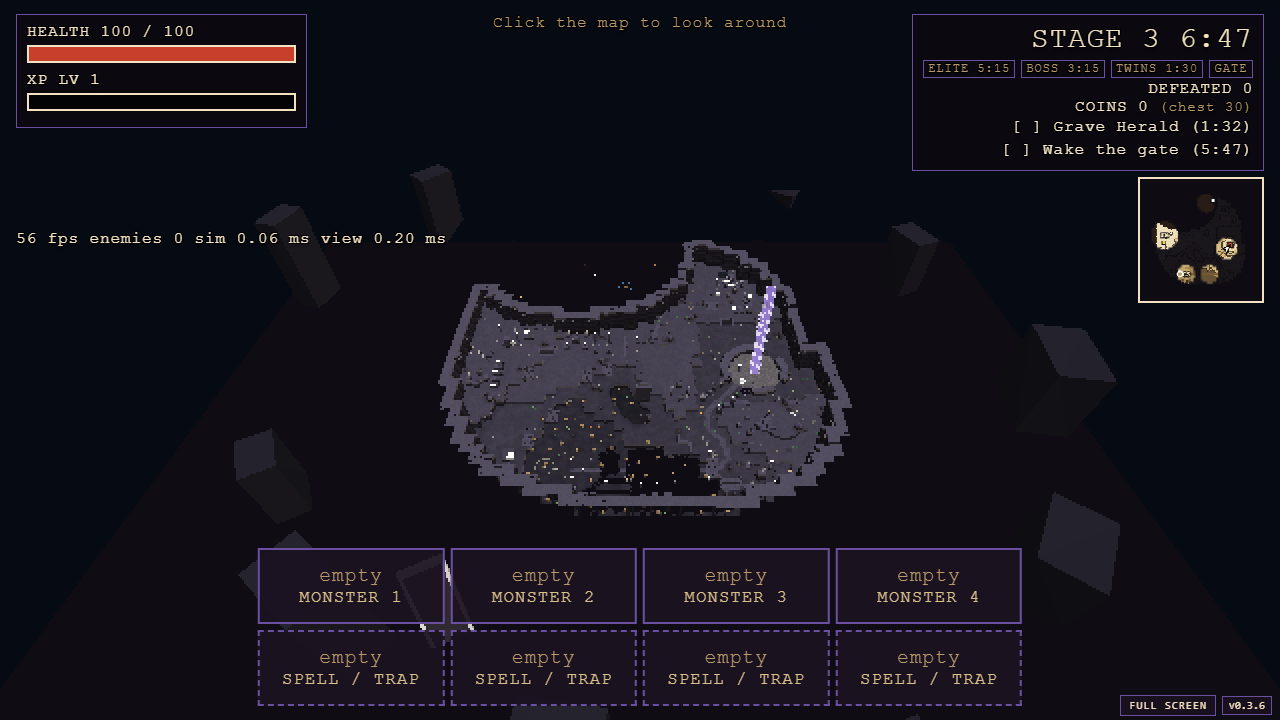 HEALTH 100 / 100
XP LV 1
Click the map to look around
STAGE 3 6:47
ELITE 5:15 BOSS 3:15 TWINS 1:30 GATE
DEFEATED 0
COINS 0 (chest 30)
[ ] Grave Herald (1:32)
[ ] Wake the gate (5:47)
56 fps enemies 0 sim 0.06 ms view 0.20 ms
empty empty empty empty
MONSTER 1 MONSTER 2 MONSTER 3 MONSTER 4
empty empty empty empty
SPELL / TRAP SPELL / TRAP SPELL / TRAP SPELL / TRAP
FULL SCREEN v0.3.6